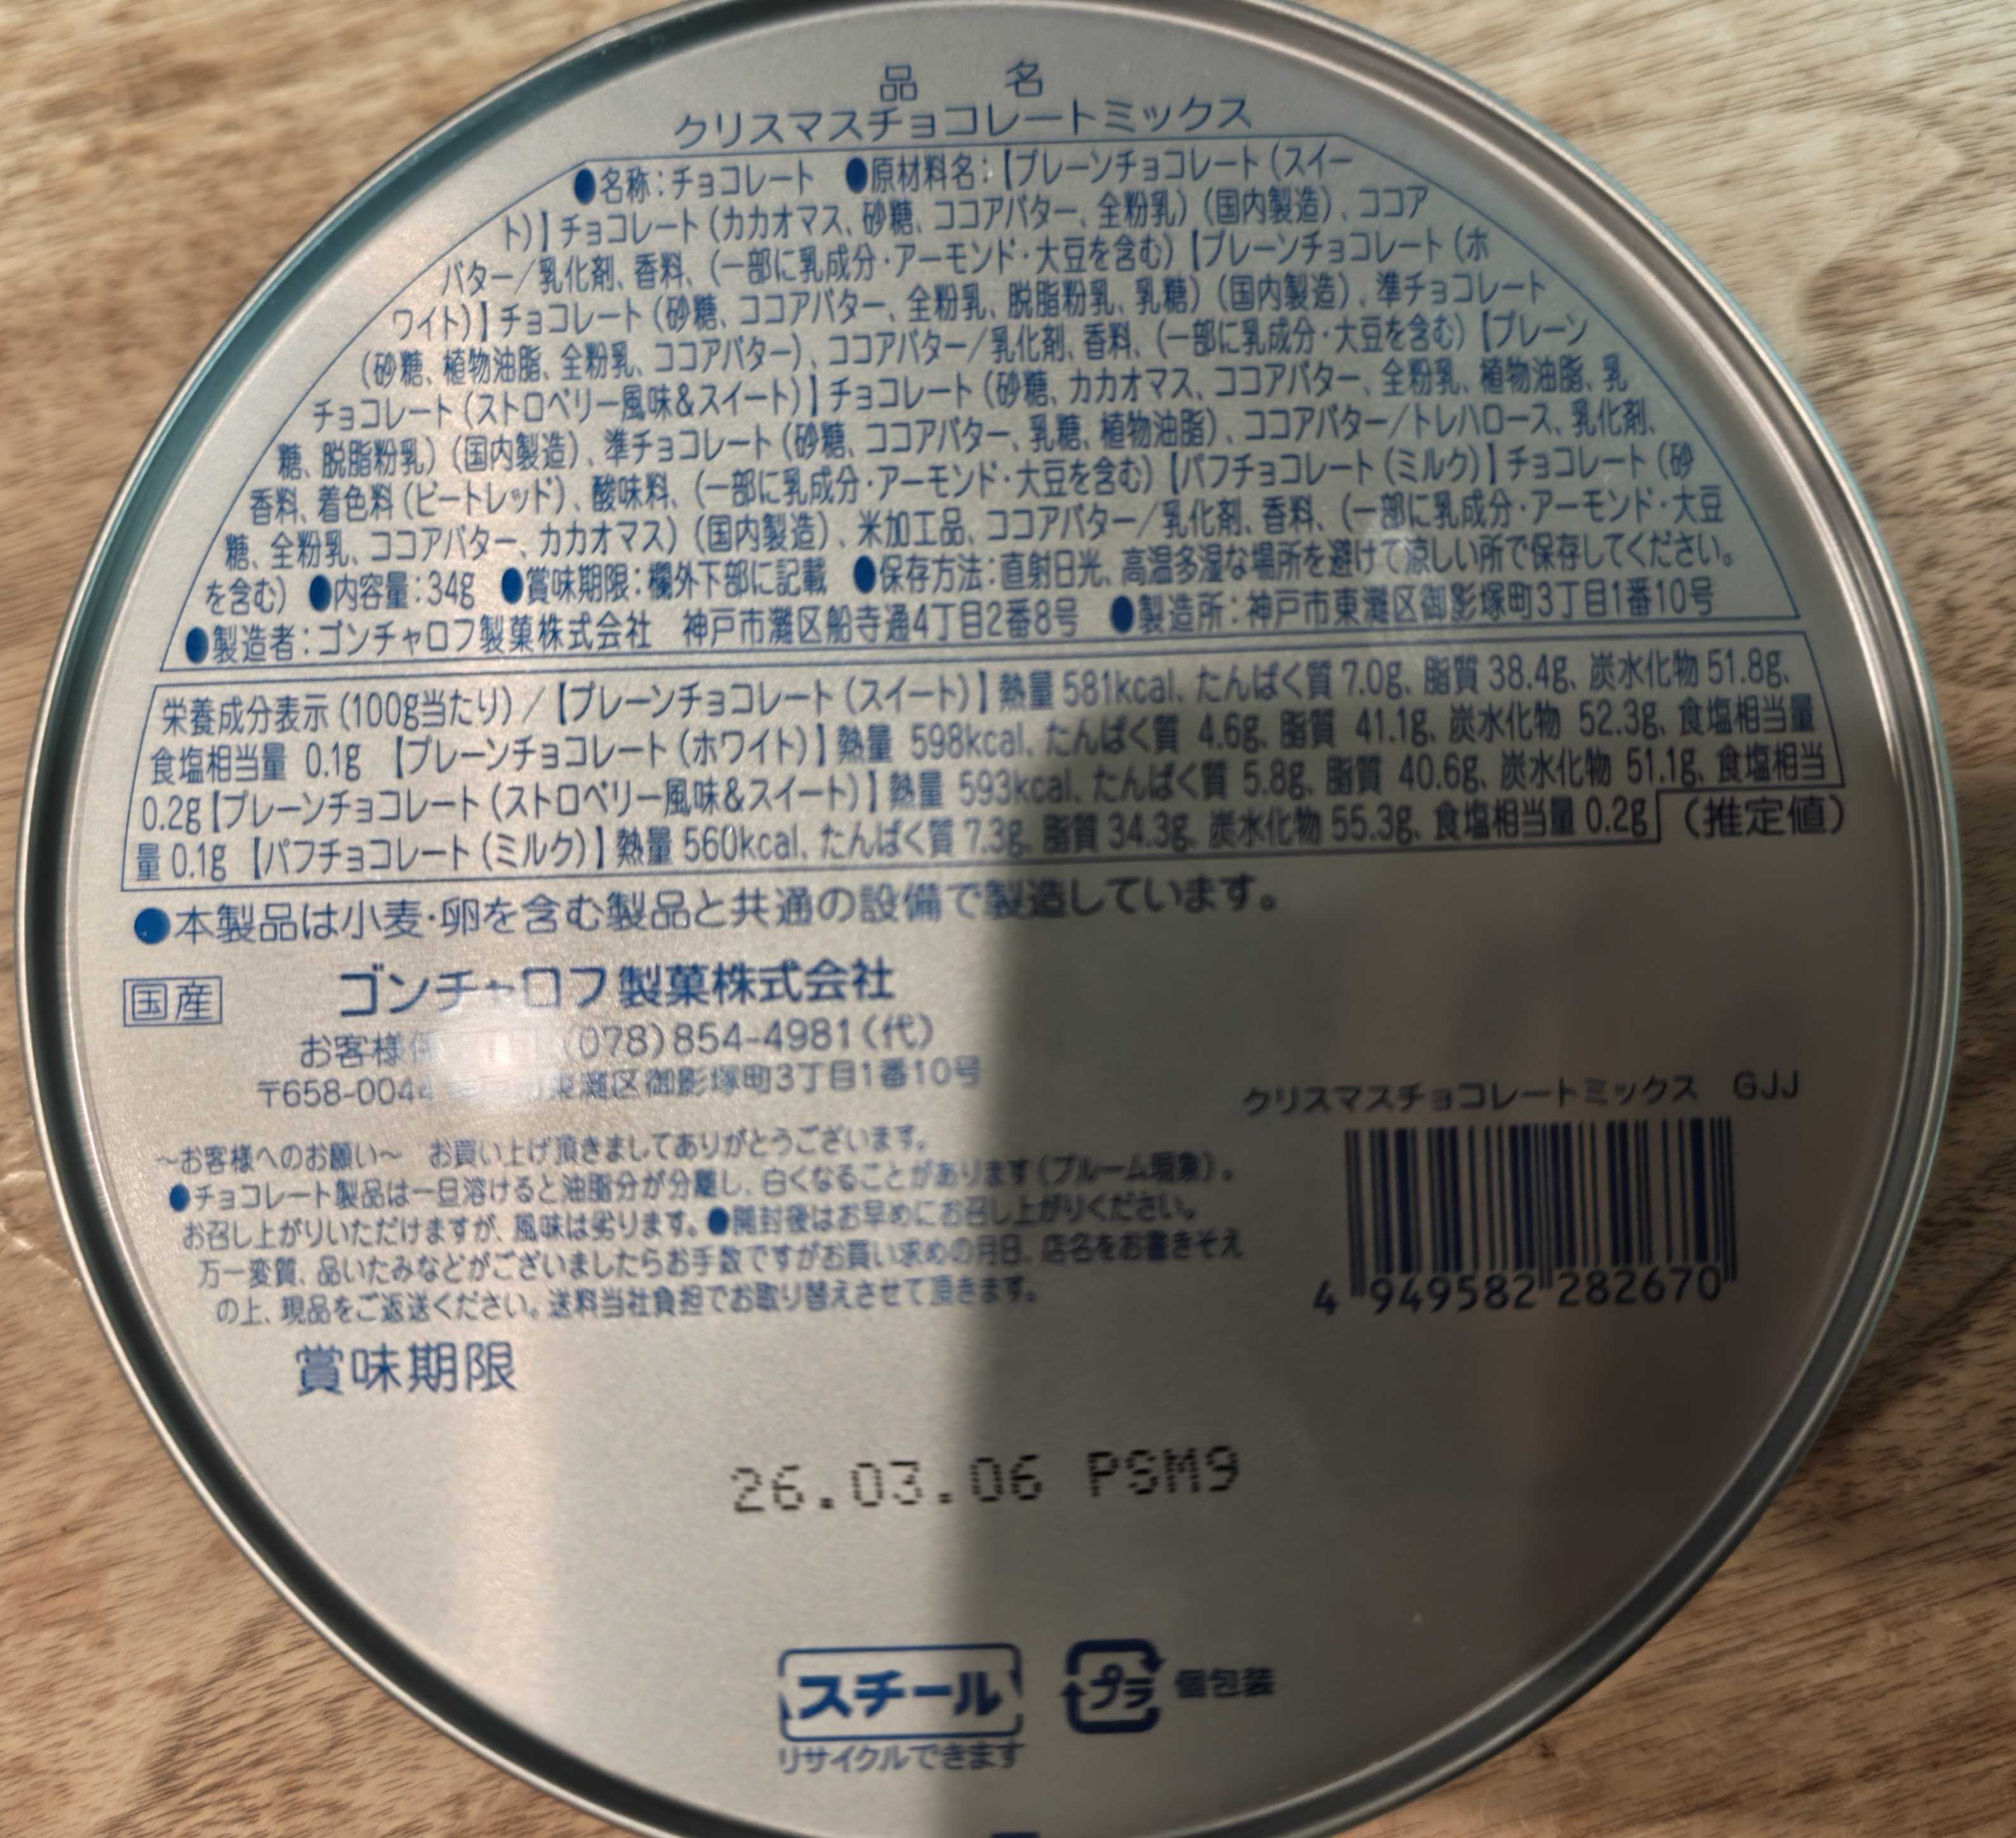 品 名
クリスマスチョコレートミックス
●名称:チョコレート ●原材料名:【プレーンチョコレート(スイー
ト)】チョコレート(カカオマス、砂糖、ココアバター、全粉乳)(国内製造)、ココア
バター/乳化剤、香料、(一部に乳成分・アーモンド・大豆を含む)【プレーンチョコレート(ホ
ワイト)】チョコレート(砂糖、ココアバター、全粉乳、脱脂粉乳、乳糖)(国内製造)、準チョコレート
(砂糖、植物油脂、全粉乳、ココアバター)、ココアバター/乳化剤、香料、(一部に乳成分・大豆を含む)【プレーン
チョコレート(ストロベリー風味&スイート)】チョコレート(砂糖、カカオマス、ココアバター、全粉乳、植物油脂、乳
糖、脱脂粉乳)(国内製造)、準チョコレート(砂糖、ココアバター、乳糖、植物油脂)、ココアバター/トレハロース、乳化剤、
香料、着色料(ビートレッド)、酸味料、(一部に乳成分・アーモンド・大豆を含む)【パフチョコレート(ミルク)】チョコレート(砂
糖、全粉乳、ココアバター、カカオマス)(国内製造)、米加工品、ココアバター/乳化剤、香料、(一部に乳成分・アーモンド・大豆
を含む) ●内容量:34g ●賞味期限:欄外下部に記載 ●保存方法:直射日光、高温多湿な場所を避けて涼しい所で保存してください。
●製造者:ゴンチャロフ製菓株式会社 神戸市灘区船寺通4丁目2番8号 ●製造所:神戸市東灘区御影塚町3丁目1番10号
栄養成分表示(100g当たり)/【プレーンチョコレート(スイート)】熱量 581kcal、たんぱく質 7.0g、脂質 38.4g、炭水化物 51.8g、
食塩相当量 0.1g 【プレーンチョコレート(ホワイト)】熱量 598kcal、たんぱく質 4.6g、脂質 41.1g、炭水化物 52.3g、食塩相当量
0.2g【プレーンチョコレート(ストロベリー風味&スイート)】熱量 593kcal、たんぱく質 5.8g、脂質 40.6g、炭水化物 51.1g、食塩相当
量 0.1g 【パフチョコレート(ミルク)】熱量 560kcal、たんぱく質 7.3g、脂質 34.3g、炭水化物 55.3g、食塩相当量 0.2g (推定値)
●本製品は小麦・卵を含む製品と共通の設備で製造しています。
国産 ゴンチャロフ製菓株式会社
お客様 (078)854-4981(代)
〒658-0044 東灘区御影塚町3丁目1番10号
クリスマスチョコレートミックス GJJ
4 949582 282670
~お客様へのお願い~ お買い上げ頂きましてありがとうございます。
●チョコレート製品は一旦溶けると油脂分が分離し、白くなることがあります(ブルーム現象)。
お召し上がりいただけますが、風味は劣ります。●開封後はお早めにお召し上がりください。
万一変質、品いたみなどがございましたらお手数ですがお買い求めの月日、店名をお書きそえ
の上、現品をご返送ください。送料当社負担でお取り替えさせて頂きます。
賞味期限
26.03.06 PSM9
スチール
リサイクルできます
プラ 個包装